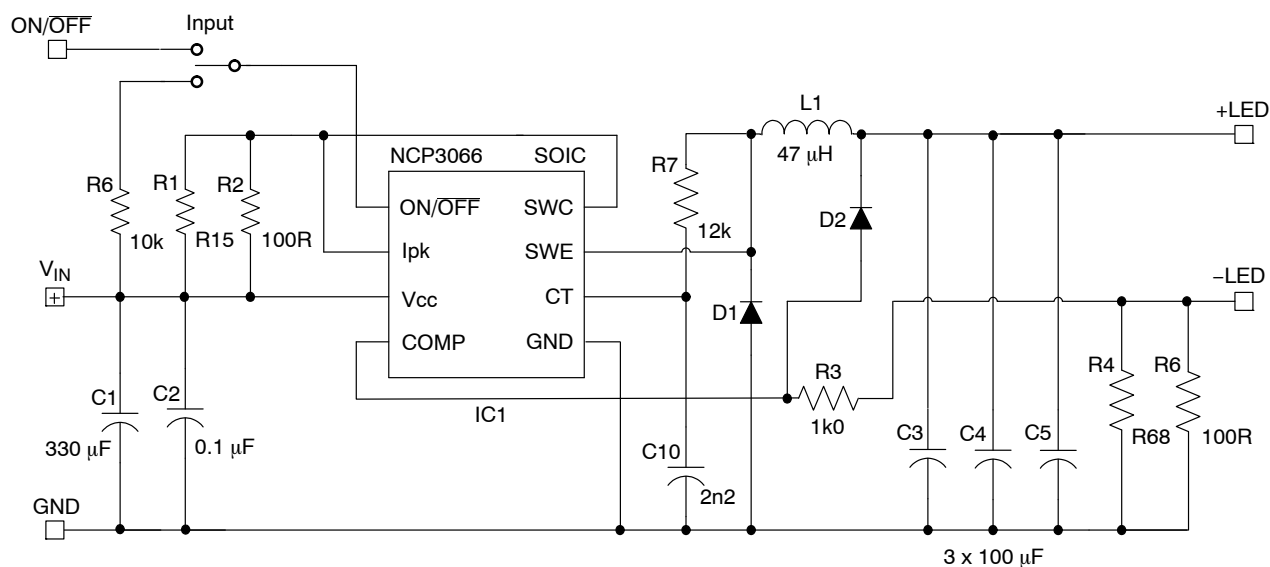 ON/OFF
Input
L1
+LED
47 μH
NCP3066 SOIC
R7
12k
R6
10k
R1
R15
R2
100R
ON/OFF
SWC
Ipk
SWE
Vcc
CT
COMP
GND
D2
D1
VIN
+
−LED
R3
1k0
R4
R68
R6
100R
C1
330 μF
C2
0.1 μF
IC1
C10
2n2
C3
C4
C5
GND
3 x 100 μF